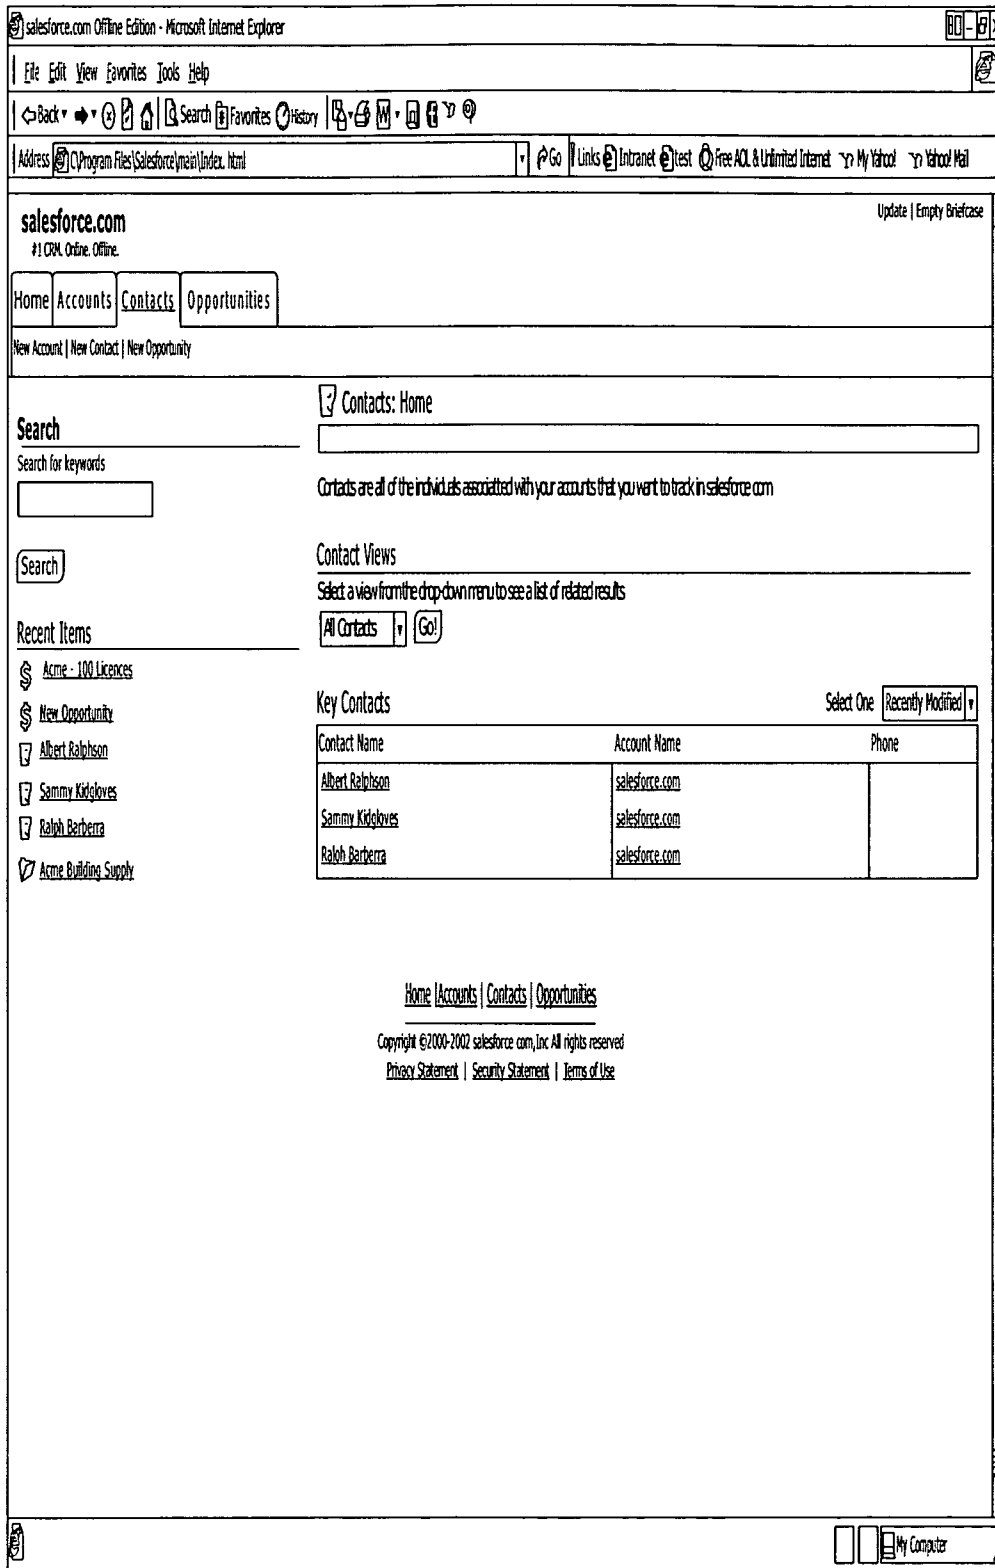 salesforce.com Offline Edition - Microsoft Internet Explorer
File Edit View Favorites Tools Help
Back Search Favorites History W
Address C\Program Files\Salesforce\main\Index. html Go Links Intranet test Free AOL & Unlimited Internet My Yahoo! Yahoo! Mail
Update | Empty Briefcase
salesforce.com
#1 CRM. Online. Offline.
Home Accounts Contacts Opportunities
New Account | New Contact | New Opportunity
Contacts: Home
Search
Search for keywords
Contacts are all of the individuals associatted with your accounts that you want to track in salesforce com
Search
Contact Views
Select a view from the drop-down menu to see a list of related results
All Contacts Go!
Recent Items
$ Acme - 100 Licences
$ New Opportunity
Albert Ralphson
Sammy Kidgloves
Ralph Barberra
Acme Building Supply
Key Contacts Select One Recently Modified
Contact Name Account Name Phone
Albert Ralphson salesforce.com
Sammy Kidgloves salesforce.com
Ralph Barberra salesforce.com
Home | Accounts | Contacts | Opportunities
Copyright ©2000-2002 salesforce com, Inc All rights reserved
Privacy Statement | Security Statement | Terms of Use
My Computer